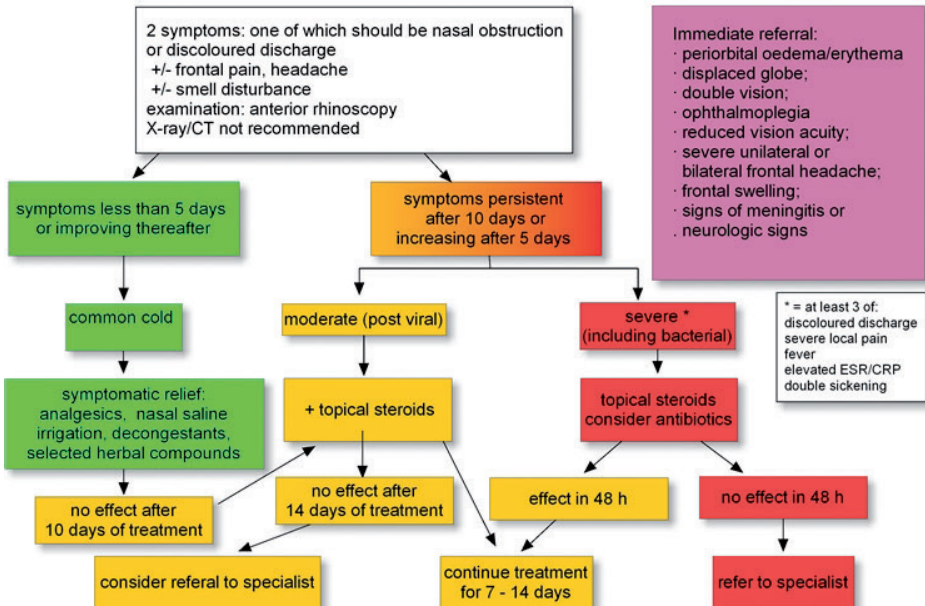 2 symptoms: one of which should be nasal obstruction
or discoloured discharge
+/- frontal pain, headache
+/- smell disturbance
examination: anterior rhinoscopy
X-ray/CT not recommended
Immediate referral:
· periorbital oedema/erythema
· displaced globe;
· double vision;
· ophthalmoplegia
· reduced vision acuity;
· severe unilateral or
bilateral frontal headache;
· frontal swelling;
· signs of meningitis or
. neurologic signs
symptoms less than 5 days
or improving thereafter
symptoms persistent
after 10 days or
increasing after 5 days
common cold
moderate (post viral)
severe *
(including bacterial)
* = at least 3 of:
discoloured discharge
severe local pain
fever
elevated ESR/CRP
double sickening
symptomatic relief:
analgesics, nasal saline
irrigation, decongestants,
selected herbal compounds
+ topical steroids
topical steroids
consider antibiotics
no effect after
10 days of treatment
no effect after
14 days of treatment
effect in 48 h
no effect in 48 h
consider referal to specialist
continue treatment
for 7 - 14 days
refer to specialist